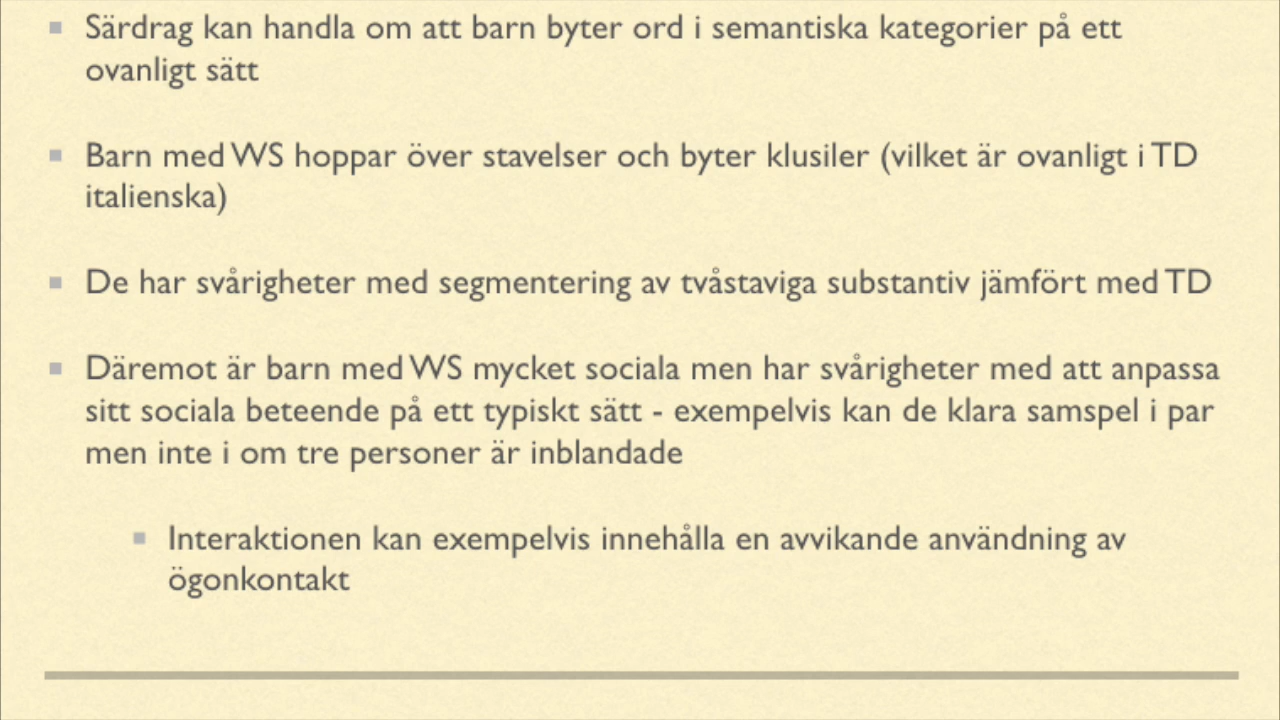 Särdrag kan handla om att barn byter ord i semantiska kategorier på ett
ovanligt sätt
Barn med WS hoppar över stavelser och byter klusiler (vilket är ovanligt i TD
italienska)
De har svårigheter med segmentering av tvåstaviga substantiv jämfört med TD
Däremot är barn med WS mycket sociala men har svårigheter med att anpassa
sitt sociala beteende på ett typiskt sätt - exempelvis kan de klara samspel i par
men inte i om tre personer är inblandade
Interaktionen kan exempelvis innehålla en avvikande användning av
ögonkontakt